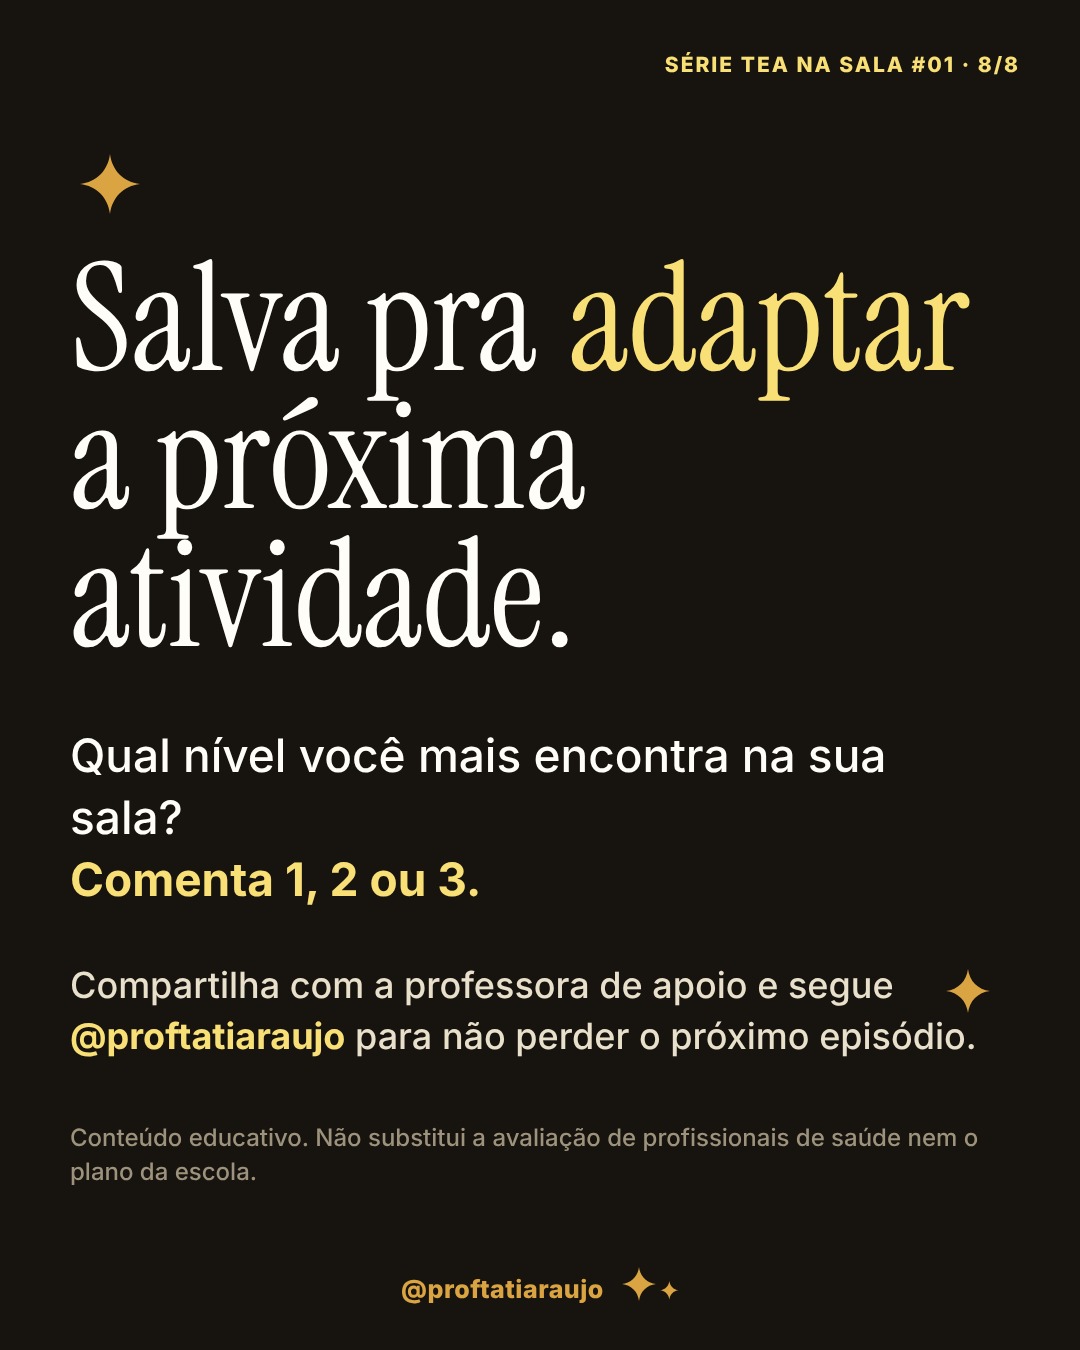 SÉRIE TEA NA SALA #01 · 8/8
Salva pra adaptar
a próxima
atividade.
Qual nível você mais encontra na sua
sala?
Comenta 1, 2 ou 3.
Compartilha com a professora de apoio e segue
@proftatiaraujo para não perder o próximo episódio.
Conteúdo educativo. Não substitui a avaliação de profissionais de saúde nem o
plano da escola.
@proftatiaraujo